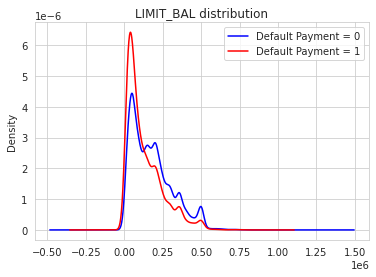 LIMIT_BAL distribution
1e−6
Default Payment = 0
Default Payment = 1
6
5
4
3
2
1
0
Density
−0.50 −0.25 0.00 0.25 0.50 0.75 1.00 1.25 1.50
1e6